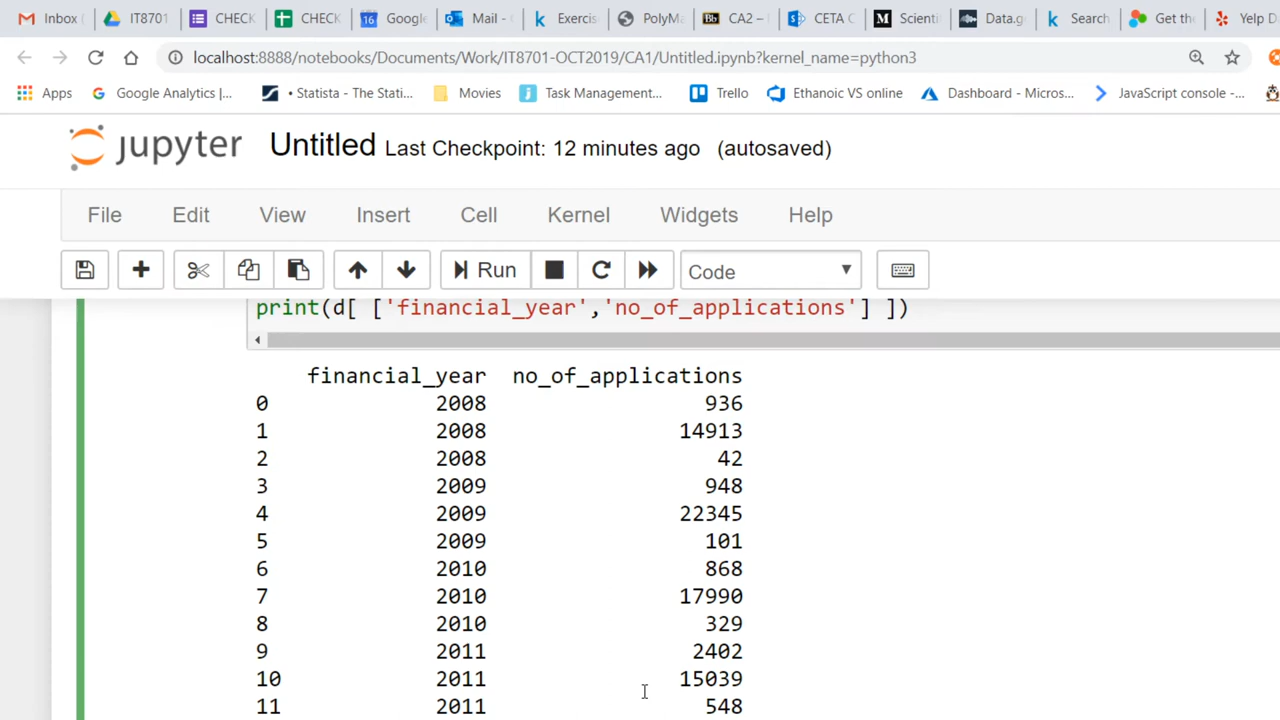 Inbox ( IT8701 CHECK CHECK Google Mail - Exercis PolyMa CA2 – CETA C Scienti Data.g Search Get the Yelp D
localhost:8888/notebooks/Documents/Work/IT8701-OCT2019/CA1/Untitled.ipynb?kernel_name=python3
Apps Google Analytics |... • Statista - The Stati... Movies Task Management... Trello Ethanoic VS online Dashboard - Micros... JavaScript console -...
jupyter Untitled Last Checkpoint: 12 minutes ago (autosaved)
File Edit View Insert Cell Kernel Widgets Help
Run Code
print(d[ ['financial_year','no_of_applications'] ])
financial_year no_of_applications
0 2008 936
1 2008 14913
2 2008 42
3 2009 948
4 2009 22345
5 2009 101
6 2010 868
7 2010 17990
8 2010 329
9 2011 2402
10 2011 15039
11 2011 548